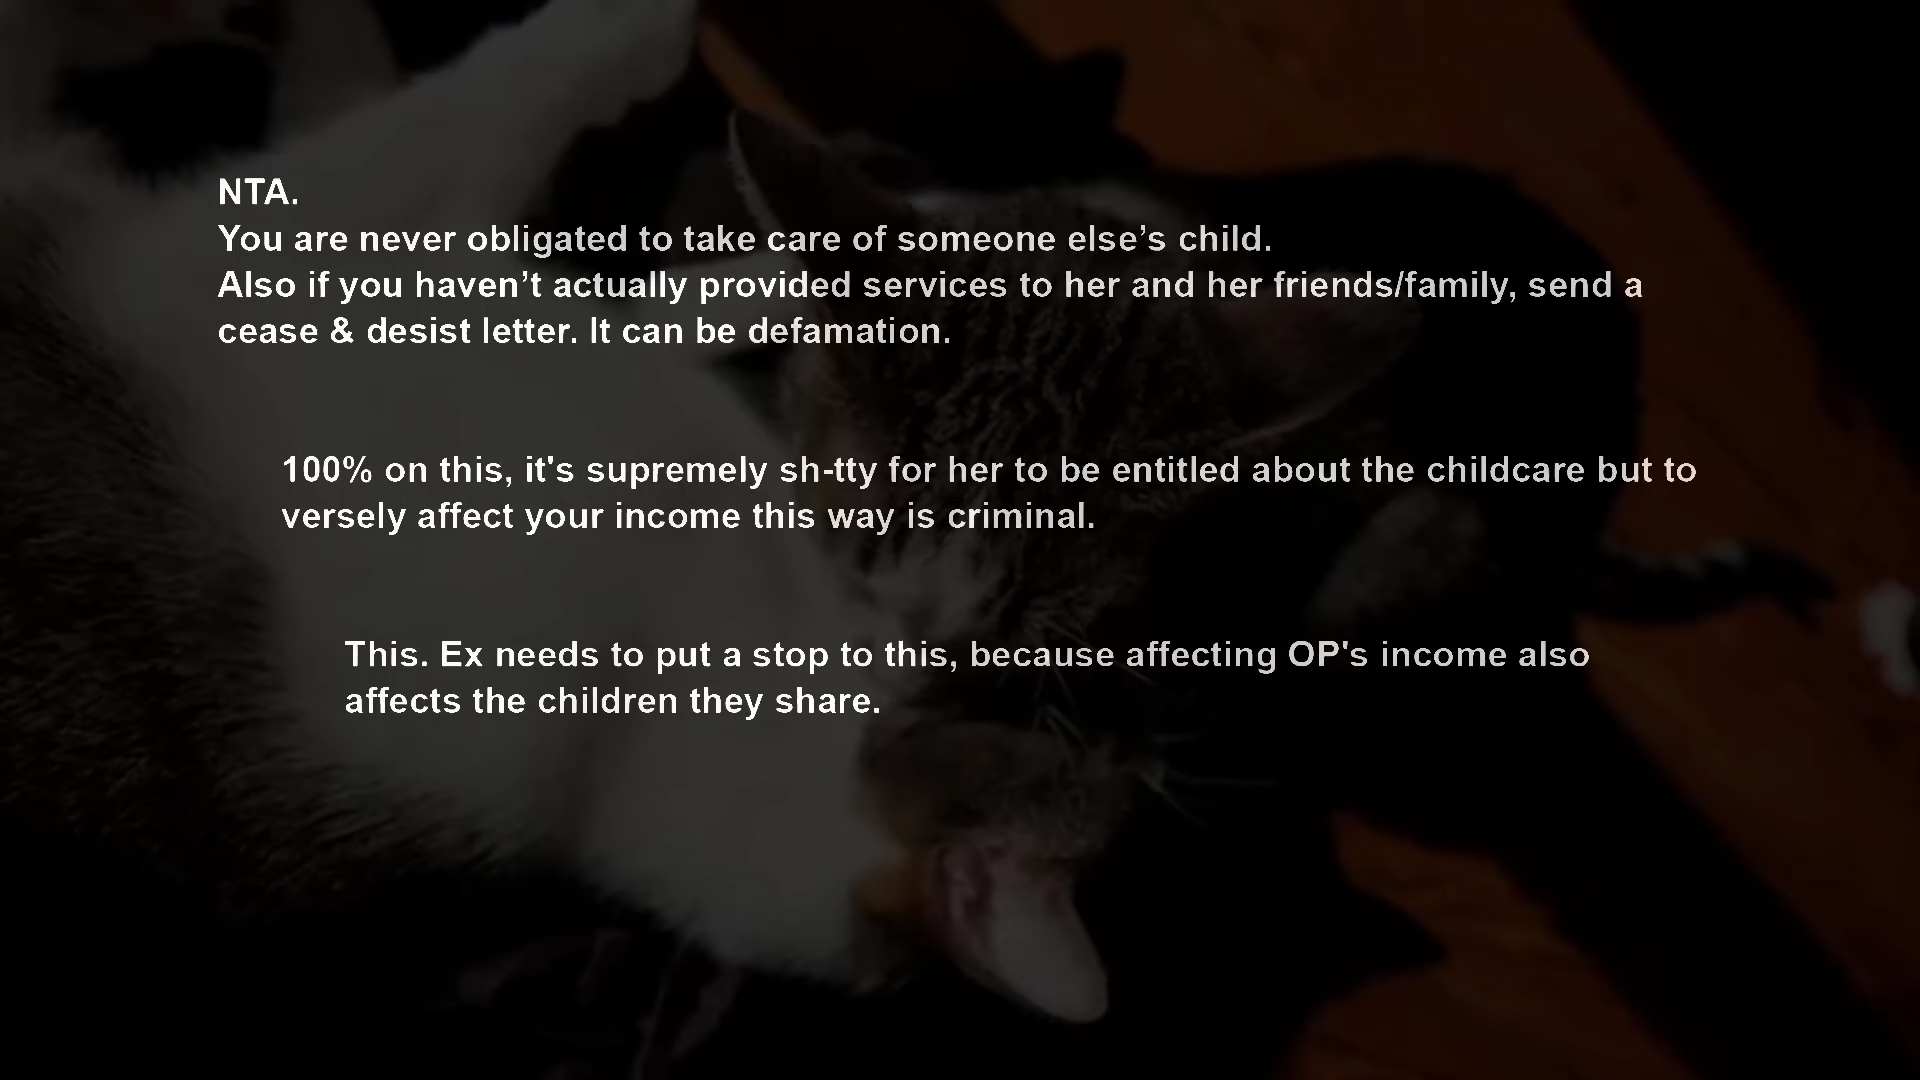 NTA.
You are never obligated to take care of someone else’s child.
Also if you haven’t actually provided services to her and her friends/family, send a
cease & desist letter. It can be defamation.
100% on this, it's supremely sh-tty for her to be entitled about the childcare but to
versely affect your income this way is criminal.
This. Ex needs to put a stop to this, because affecting OP's income also
affects the children they share.